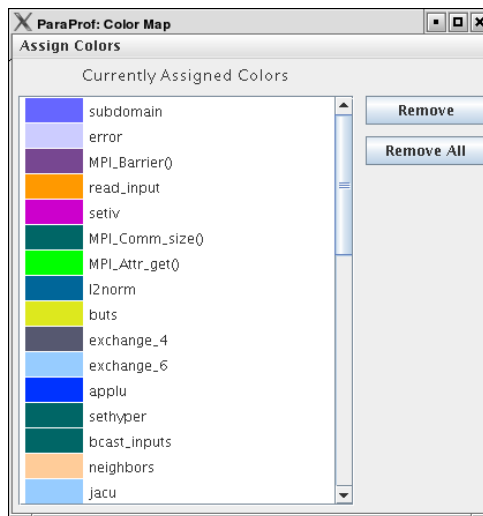 ParaProf: Color Map
Assign Colors
Currently Assigned Colors
subdomain
error
MPI_Barrier()
read_input
setiv
MPI_Comm_size()
MPI_Attr_get()
l2norm
buts
exchange_4
exchange_6
applu
sethyper
bcast_inputs
neighbors
jacu
Remove
Remove All